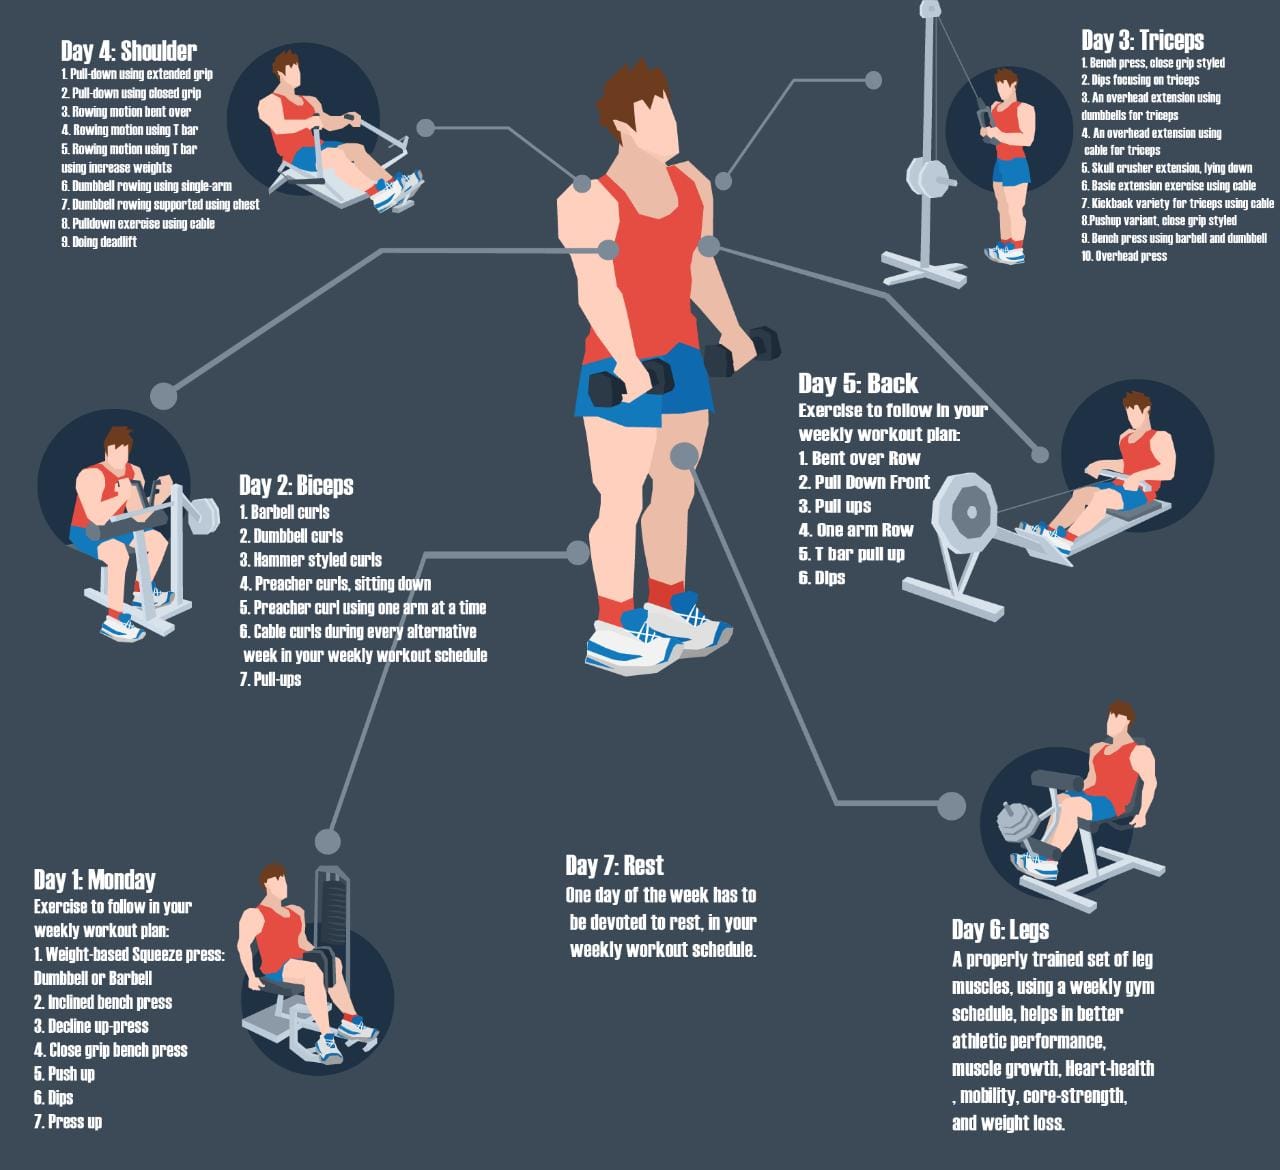 Day 4: Shoulder
1. Pull-down using extended grip
2. Pull-down using closed grip
3. Rowing motion bent over
4. Rowing motion using T bar
5. Rowing motion using T bar
using increase weights
6. Dumbbell rowing using single-arm
7. Dumbbell rowing supported using chest
8. Pulldown exercise using cable
9. Doing deadlift
Day 3: Triceps
1. Bench press, close grip styled
2. Dips focusing on triceps
3. An overhead extension using
dumbbells for triceps
4. An overhead extension using
cable for triceps
5. Skull crusher extension, lying down
6. Basic extension exercise using cable
7. Kickback variety for triceps using cable
8.Pushup variant, close grip styled
9. Bench press using barbell and dumbbell
10. Overhead press
Day 5: Back
Exercise to follow in your
weekly workout plan:
1. Bent over Row
2. Pull Down Front
3. Pull ups
4. One arm Row
5. T bar pull up
6. Dips
Day 2: Biceps
1. Barbell curls
2. Dumbbell curls
3. Hammer styled curls
4. Preacher curls, sitting down
5. Preacher curl using one arm at a time
6. Cable curls during every alternative
week in your weekly workout schedule
7. Pull-ups
Day 1: Monday
Exercise to follow in your
weekly workout plan:
1. Weight-based Squeeze press:
Dumbbell or Barbell
2. Inclined bench press
3. Decline up-press
4. Close grip bench press
5. Push up
6. Dips
7. Press up
Day 7: Rest
One day of the week has to
be devoted to rest, in your
weekly workout schedule.
Day 6: Legs
A properly trained set of leg
muscles, using a weekly gym
schedule, helps in better
athletic performance,
muscle growth, Heart-health
, mobility, core-strength,
and weight loss.